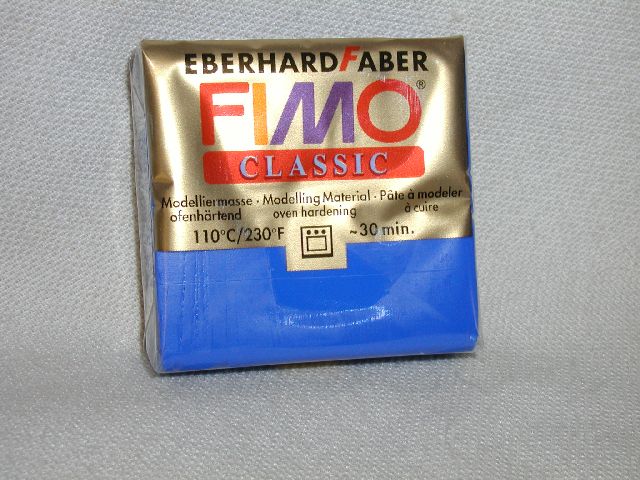 EBERHARDFABER
FIMO®
CLASSIC
Modelliermasse · Modelling Material · Pâte à modeler
ofenhärtend oven hardening à cuire
110°C/230°F ~30 min.